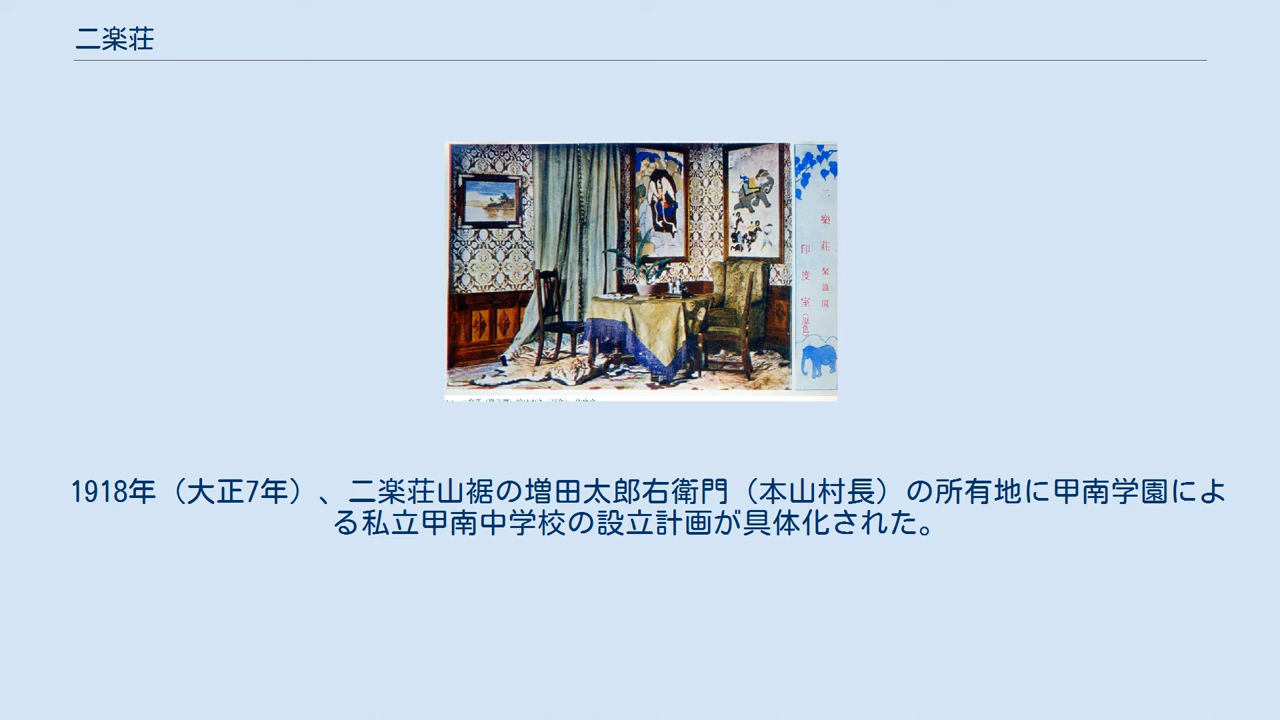 二楽荘
二樂荘
印度室
1918年（大正7年）、二楽荘山裾の増田太郎右衛門（本山村長）の所有地に甲南学園によ
る私立甲南中学校の設立計画が具体化された。